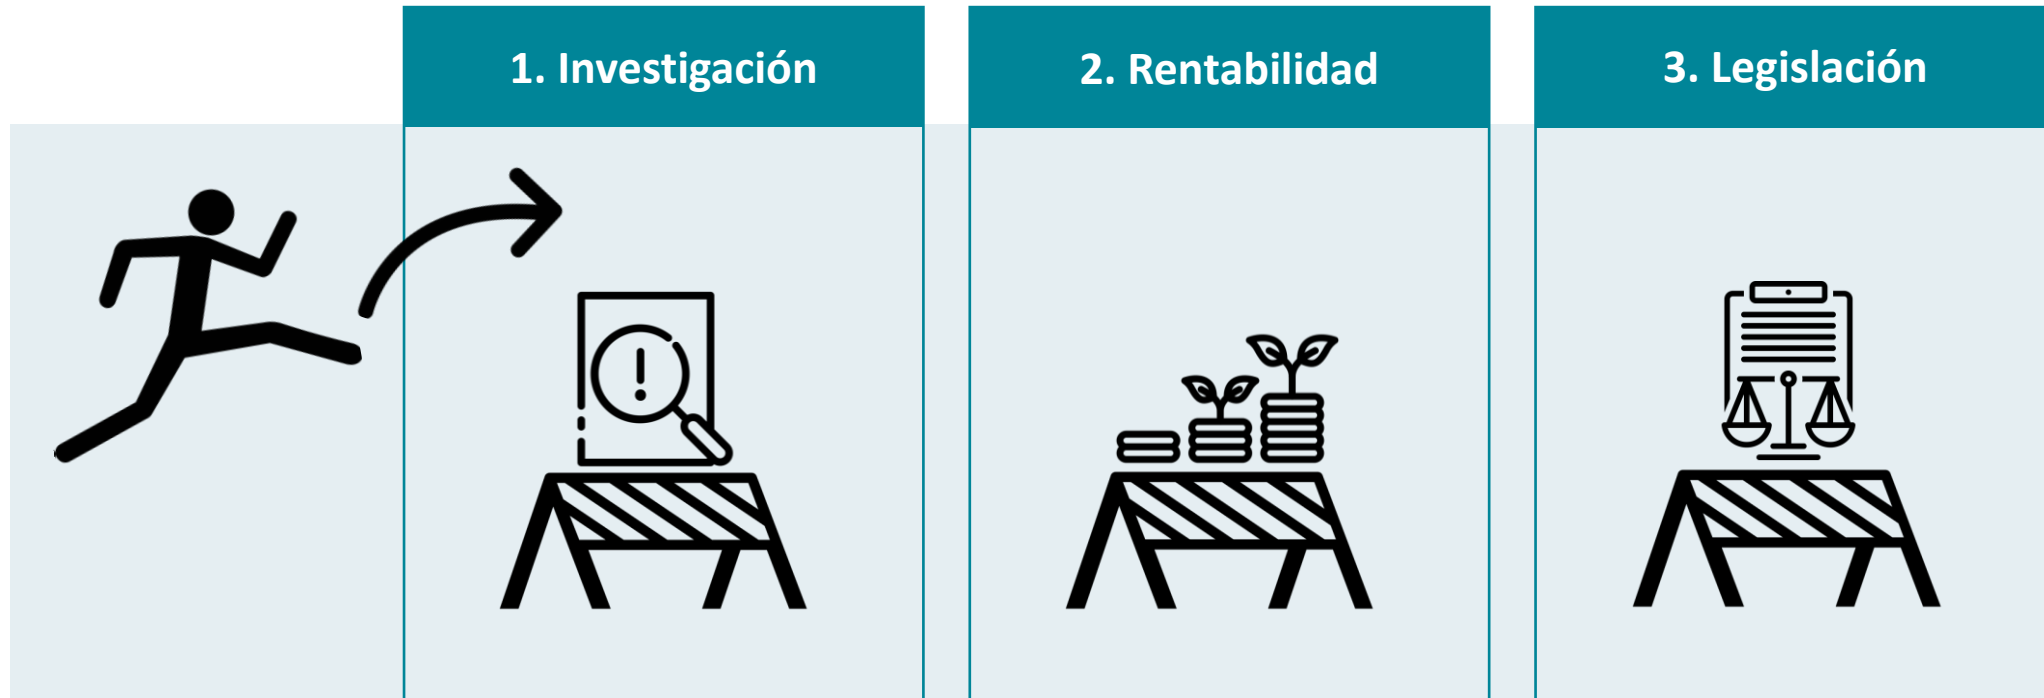 1. Investigación
2. Rentabilidad
3. Legislación